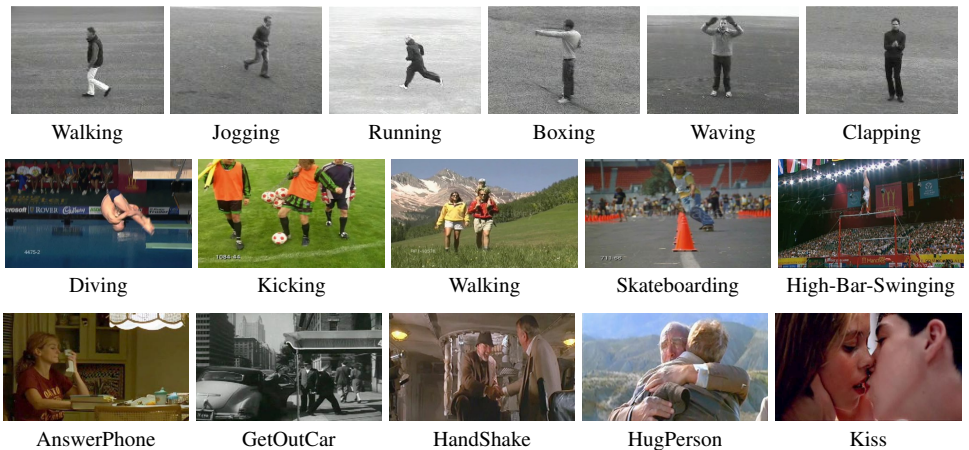 Walking
Jogging
Running
Boxing
Waving
Clapping
Diving
Kicking
Walking
Skateboarding
High-Bar-Swinging
AnswerPhone
GetOutCar
HandShake
HugPerson
Kiss